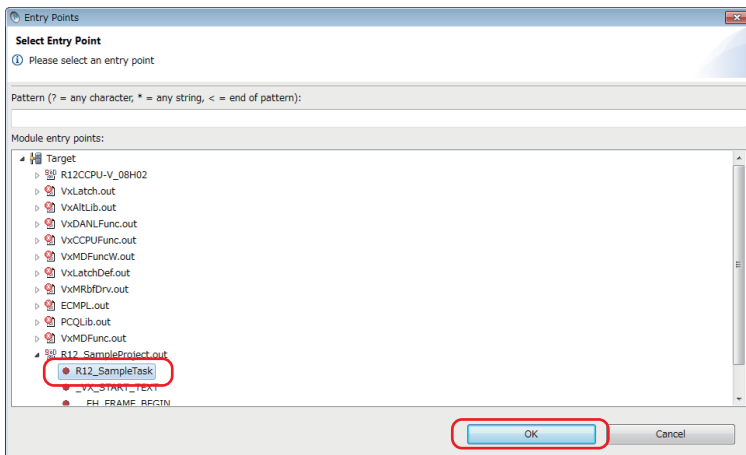 Entry Points
Select Entry Point
Please select an entry point
Pattern (? = any character, * = any string, < = end of pattern):
Module entry points:
Target
R12CCPU-V_08H02
VxLatch.out
VxAltLib.out
VxDANLFunc.out
VxCCPUFunc.out
VxMDFuncW.out
VxLatchDef.out
VxMRbfDrv.out
ECMPL.out
PCQLib.out
VxMDFunc.out
R12_SampleProject.out
R12_SampleTask
_VX_START_TEXT
__EH_FRAME_BEGIN__
OK Cancel